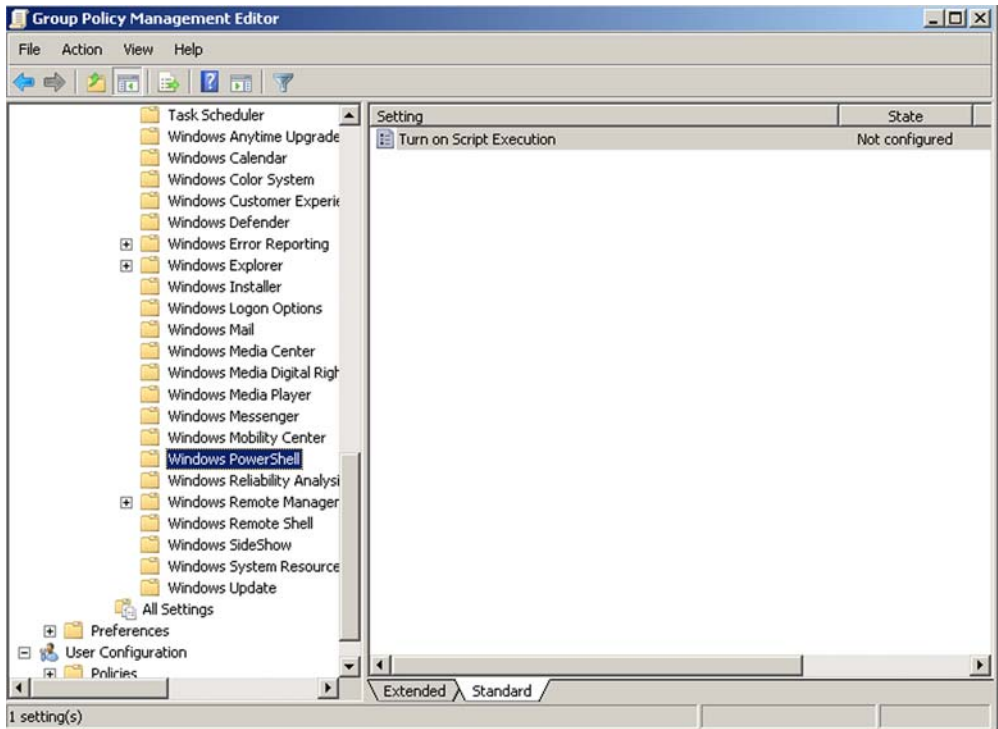 Group Policy Management Editor
File Action View Help
Setting State
Turn on Script Execution Not configured
Task Scheduler
Windows Anytime Upgrade
Windows Calendar
Windows Color System
Windows Customer Experie
Windows Defender
Windows Error Reporting
Windows Explorer
Windows Installer
Windows Logon Options
Windows Mail
Windows Media Center
Windows Media Digital Righ
Windows Media Player
Windows Messenger
Windows Mobility Center
Windows PowerShell
Windows Reliability Analysi
Windows Remote Manager
Windows Remote Shell
Windows SideShow
Windows System Resource
Windows Update
All Settings
Preferences
User Configuration
Policies
Extended Standard
1 setting(s)